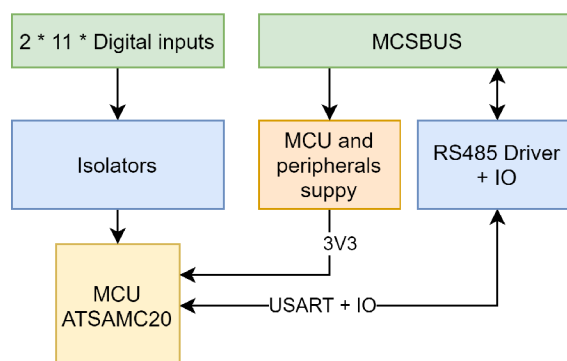 2 * 11 * Digital inputs
MCSBUS
Isolators
MCU and
peripherals
suppy
RS485 Driver
+ IO
3V3
MCU
ATSAMC20
USART + IO